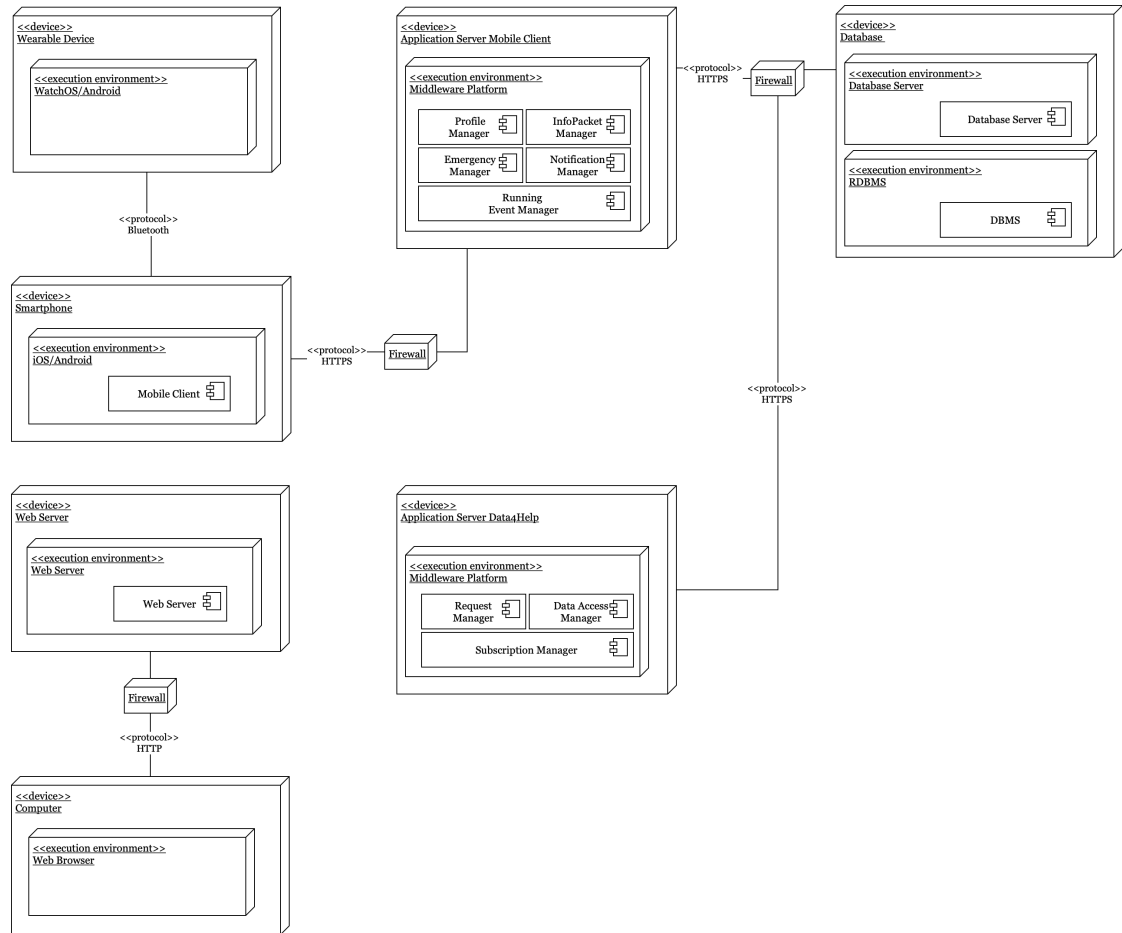 <<device>>
Wearable Device
<<execution environment>>
WatchOS/Android
<<protocol>>
Bluetooth
<<device>>
Smartphone
<<execution environment>>
iOS/Android
Mobile Client
<<protocol>>
HTTPS
Firewall
<<device>>
Application Server Mobile Client
<<execution environment>>
Middleware Platform
Profile
Manager
InfoPacket
Manager
Emergency
Manager
Notification
Manager
Running
Event Manager
<<protocol>>
HTTPS
Firewall
<<device>>
Database
<<execution environment>>
Database Server
Database Server
<<execution environment>>
RDBMS
DBMS
<<protocol>>
HTTPS
<<device>>
Web Server
<<execution environment>>
Web Server
Web Server
Firewall
<<protocol>>
HTTP
<<device>>
Computer
<<execution environment>>
Web Browser
<<device>>
Application Server Data4Help
<<execution environment>>
Middleware Platform
Request
Manager
Data Access
Manager
Subscription Manager